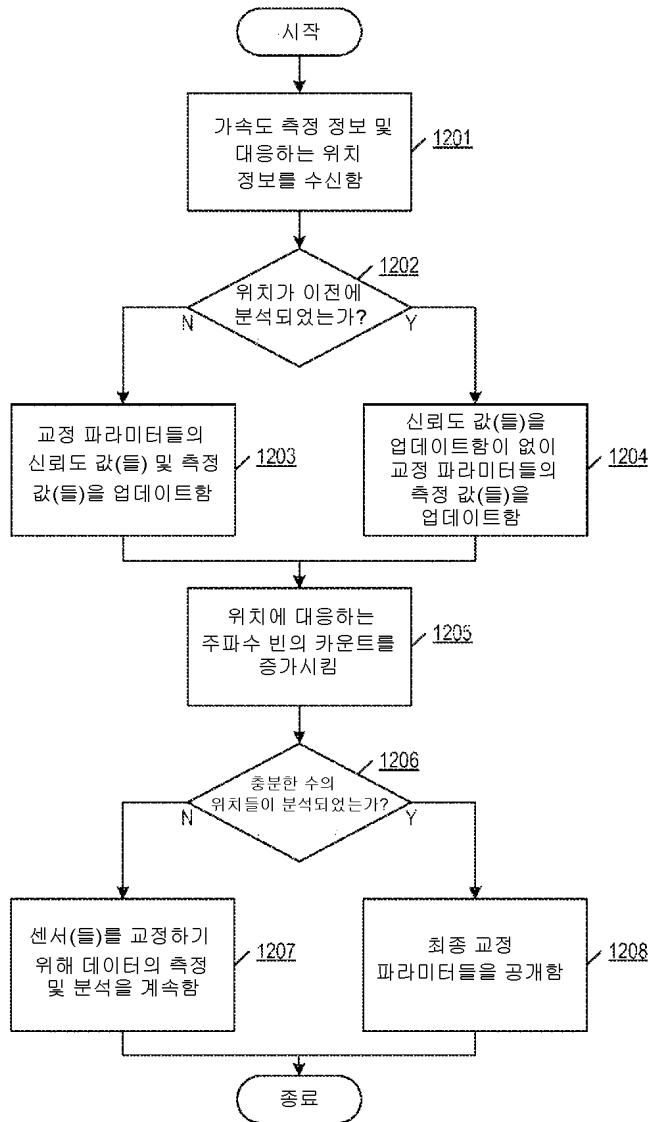 시작
가속도 측정 정보 및
대응하는 위치
정보를 수신함
1201
1202
위치가 이전에
분석되었는가?
N
Y
교정 파라미터들의
신뢰도 값(들) 및 측정
값(들)을 업데이트함
1203
신뢰도 값(들)을
업데이트함이 없이
교정 파라미터들의
측정 값(들)을
업데이트함
1204
위치에 대응하는
주파수 빈의 카운트를
증가시킴
1205
1206
충분한 수의
위치들이 분석되었는가?
N
Y
센서(들)를 교정하기
위해 데이터의 측정
및 분석을 계속함
1207
최종 교정
파라미터들을 공개함
1208
종료